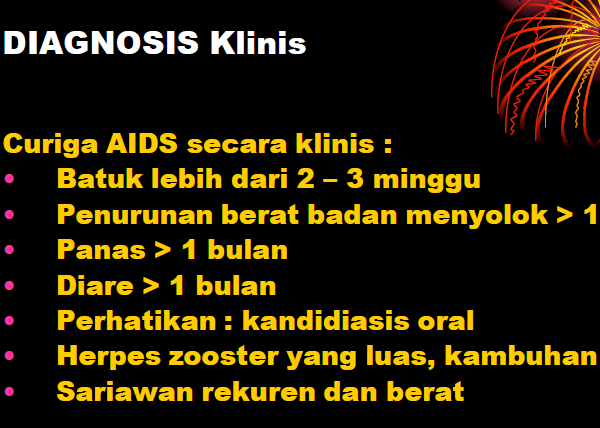 DIAGNOSIS Klinis
Curiga AIDS secara klinis :
• Batuk lebih dari 2 – 3 minggu
• Penurunan berat badan menyolok > 1
• Panas > 1 bulan
• Diare > 1 bulan
• Perhatikan : kandidiasis oral
• Herpes zooster yang luas, kambuhan
• Sariawan rekuren dan berat